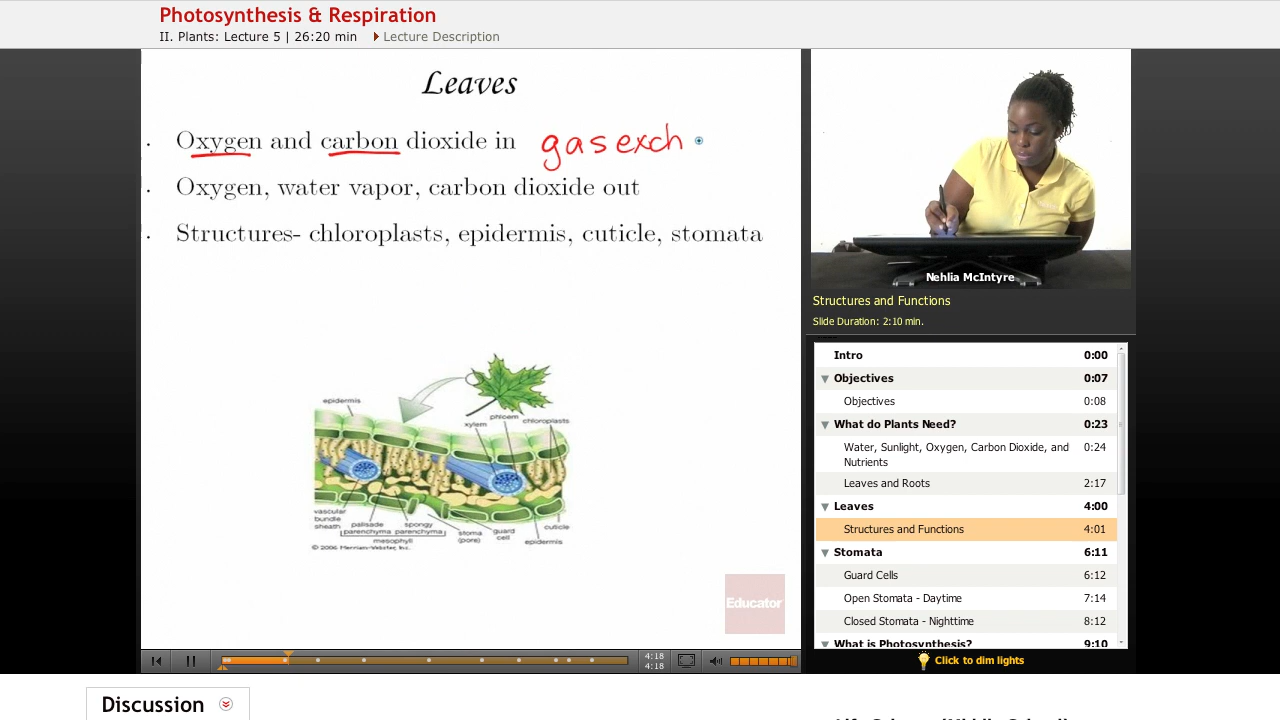 Photosynthesis & Respiration
II. Plants: Lecture 5 | 26:20 min
Lecture Description
Leaves
Oxygen and carbon dioxide in
gas exch
Oxygen, water vapor, carbon dioxide out
Structures- chloroplasts, epidermis, cuticle, stomata
epidermis
phloem
xylem
chloroplasts
vascular
bundle
sheath
palisade
parenchyma
spongy
parenchyma
mesophyll
stoma
(pore)
guard
cell
cuticle
epidermis
© 2006 Merriam-Webster, Inc.
Educator
4:18
4:18
Nehlia McIntyre
Structures and Functions
Slide Duration: 2:10 min.
Intro 0:00
Objectives 0:07
Objectives 0:08
What do Plants Need? 0:23
Water, Sunlight, Oxygen, Carbon Dioxide, and 0:24
Nutrients
Leaves and Roots 2:17
Leaves 4:00
Structures and Functions 4:01
Stomata 6:11
Guard Cells 6:12
Open Stomata - Daytime 7:14
Closed Stomata - Nighttime 8:12
What is Photosynthesis? 9:10
Click to dim lights
Discussion